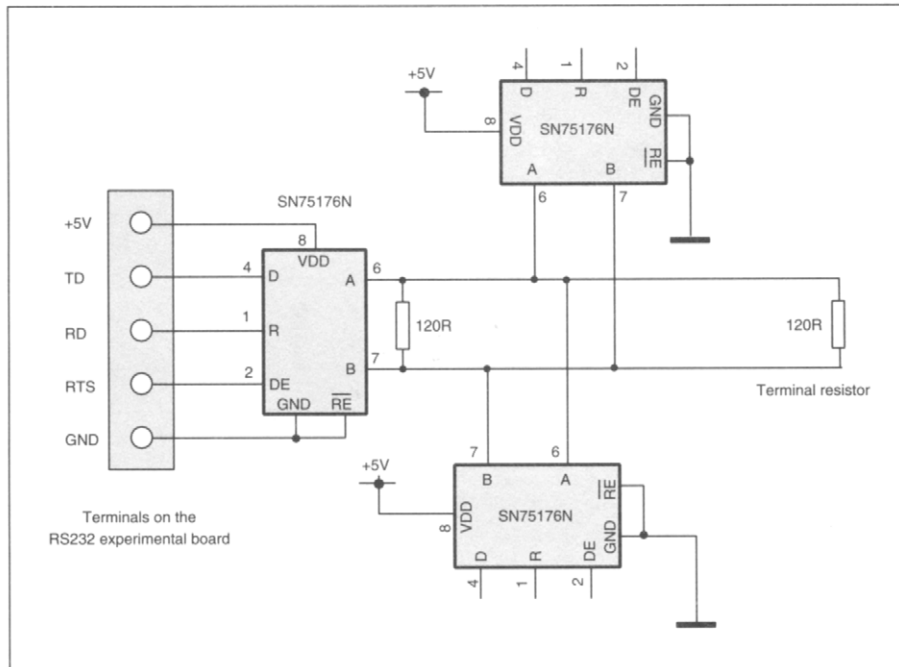 4
1
2
+5V
D
R
DE
GND
8
VDD
SN75176N
RE
A
B
6
7
SN75176N
+5V
8
VDD
TD
4
D
A
6
RD
1
R
120R
120R
B
7
RTS
2
DE
GND
RE
Terminal resistor
GND
7
6
+5V
B
A
RE
Terminals on the
RS232 experimental board
8
VDD
SN75176N
GND
D
R
DE
4
1
2